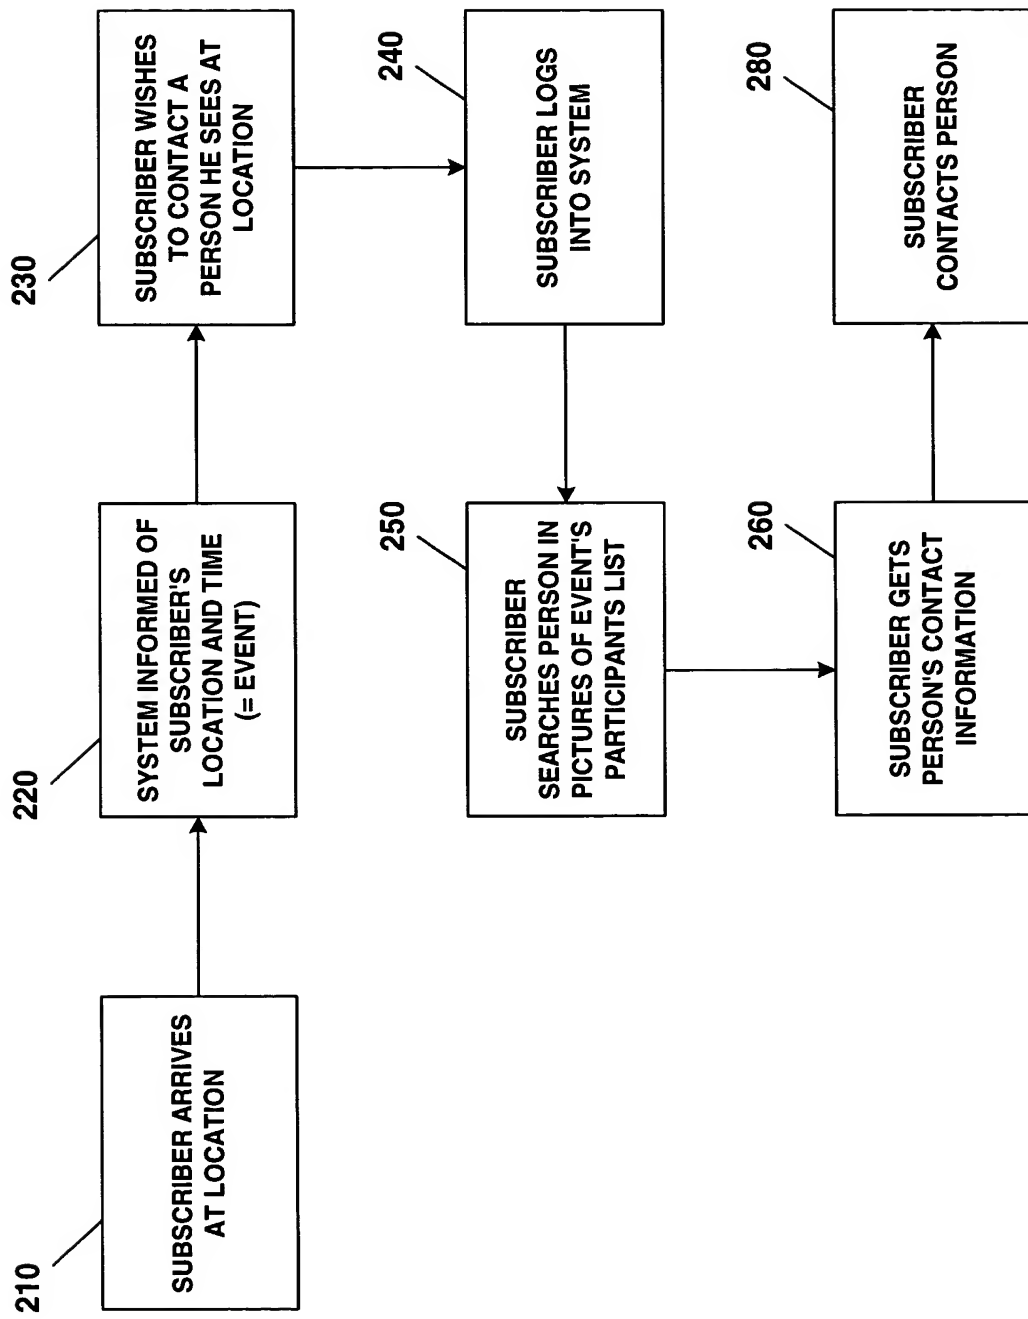 210
SUBSCRIBER ARRIVES
AT LOCATION
220
SYSTEM INFORMED OF
SUBSCRIBER'S
LOCATION AND TIME
(= EVENT)
230
SUBSCRIBER WISHES
TO CONTACT A
PERSON HE SEES AT
LOCATION
240
SUBSCRIBER LOGS
INTO SYSTEM
250
SUBSCRIBER
SEARCHES PERSON IN
PICTURES OF EVENT'S
PARTICIPANTS LIST
260
SUBSCRIBER GETS
PERSON'S CONTACT
INFORMATION
280
SUBSCRIBER
CONTACTS PERSON